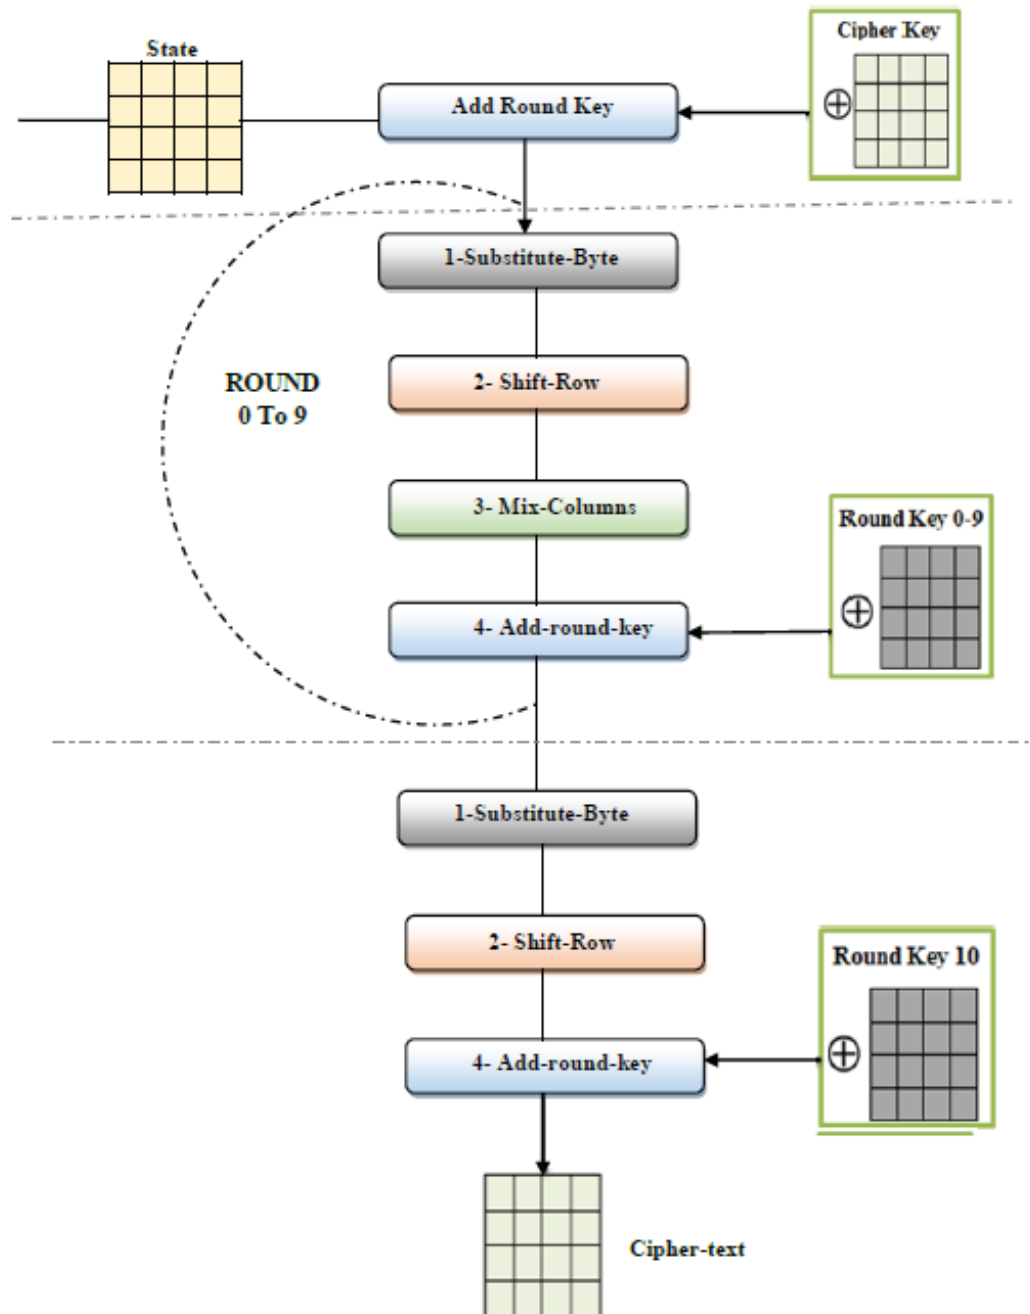 State
Cipher Key
Add Round Key
1-Substitute-Byte
ROUND
0 To 9
2- Shift-Row
3- Mix-Columns
Round Key 0-9
4- Add-round-key
1-Substitute-Byte
2- Shift-Row
Round Key 10
4- Add-round-key
Cipher-text